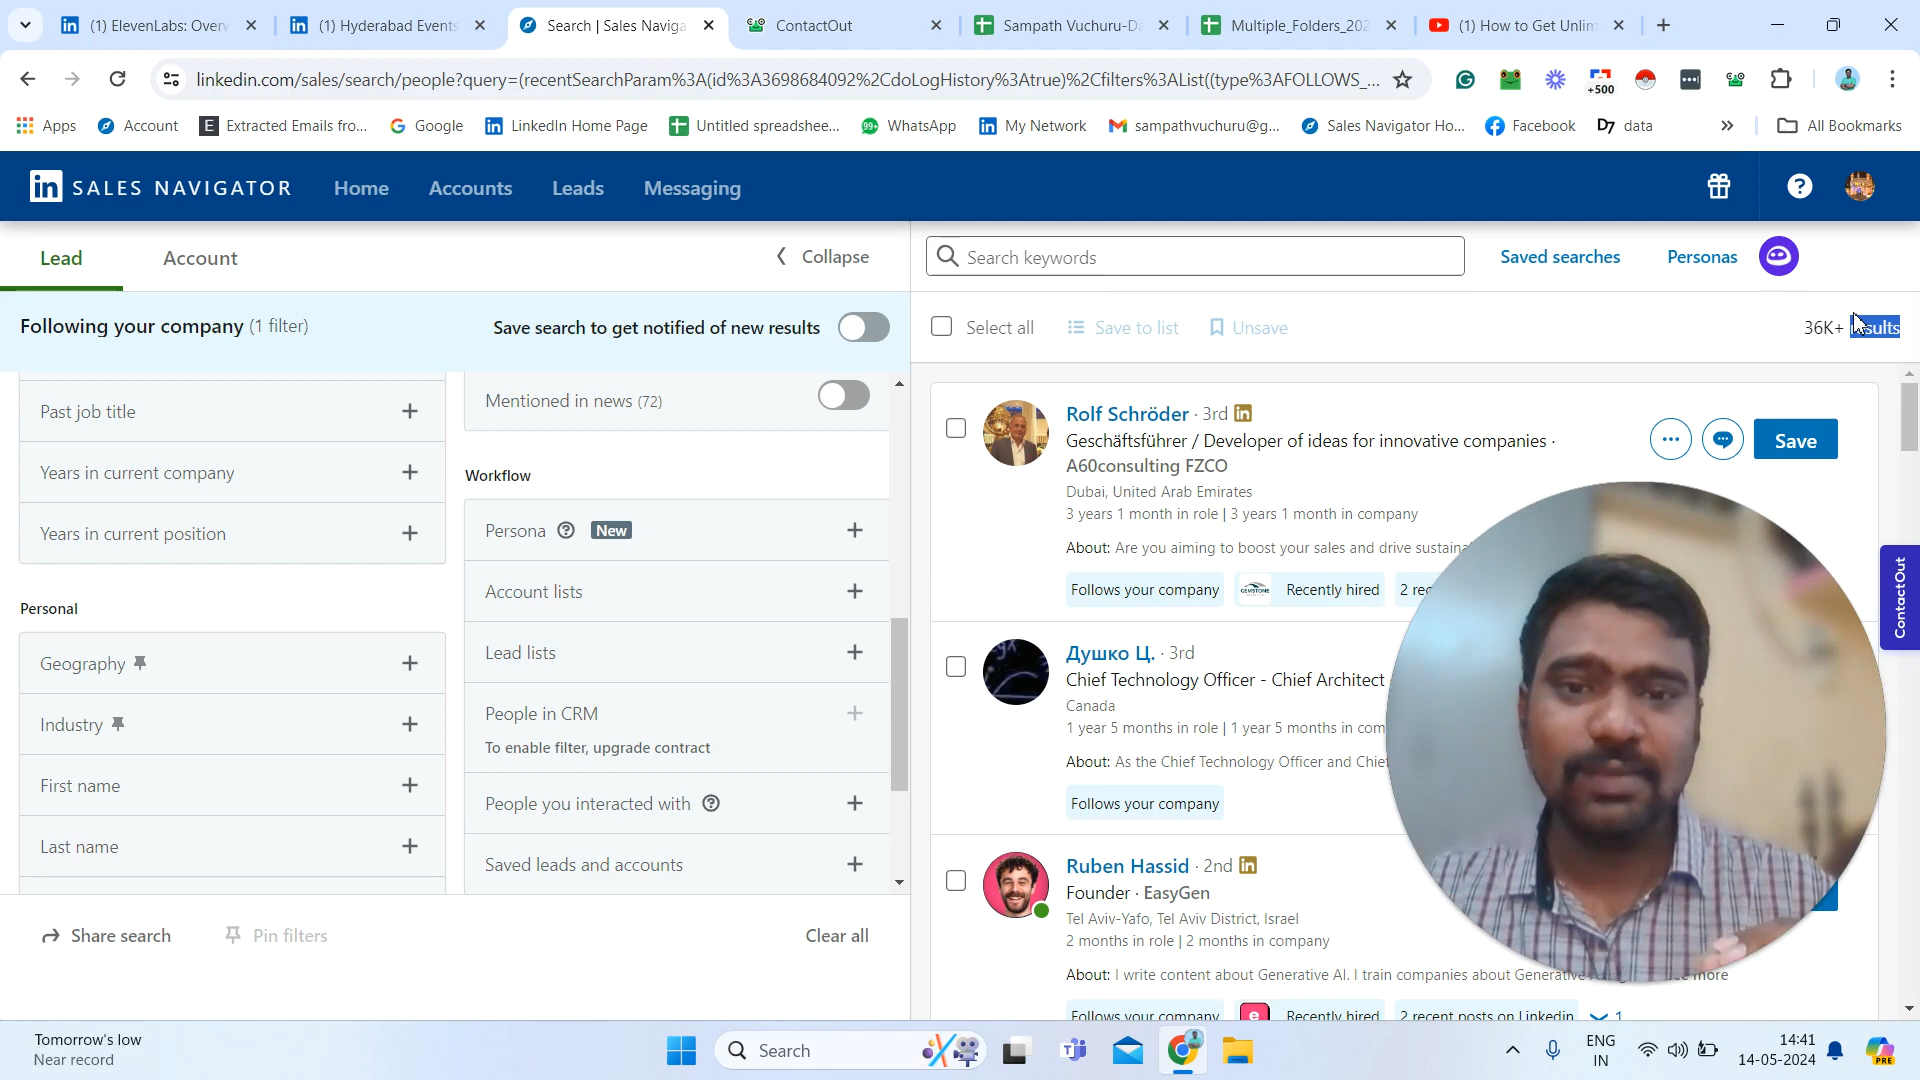 (1) ElevenLabs: Overv
(1) Hyderabad Events
Search | Sales Naviga
ContactOut
Sampath Vuchuru-Da
Multiple_Folders_202
(1) How to Get Unlim
linkedin.com/sales/search/people?query=(recentSearchParam%3A(id%3A3698684092%2CdoLogHistory%3Atrue)%2Cfilters%3AList((type%3AFOLLOWS_...
+500
Apps
Account
Extracted Emails fro...
Google
LinkedIn Home Page
Untitled spreadshee...
99+
WhatsApp
My Network
sampathvuchuru@g...
Sales Navigator Ho...
Facebook
D7 data
All Bookmarks
in SALES NAVIGATOR
Home
Accounts
Leads
Messaging
Lead
Account
Collapse
Search keywords
Saved searches
Personas
Following your company (1 filter)
Save search to get notified of new results
Select all
Save to list
Unsave
36K+ results
Past job title
Years in current company
Years in current position
Personal
Geography
Industry
First name
Last name
Mentioned in news (72)
Workflow
Persona New
Account lists
Lead lists
People in CRM
To enable filter, upgrade contract
People you interacted with
Saved leads and accounts
Share search
Pin filters
Clear all
Rolf Schröder · 3rd in
Geschäftsführer / Developer of ideas for innovative companies ·
A60consulting FZCO
Dubai, United Arab Emirates
3 years 1 month in role | 3 years 1 month in company
About: Are you aiming to boost your sales and drive sustaina
Follows your company
GEMSTONE
Recently hired
2 rec
Save
Душко Ц. · 3rd
Chief Technology Officer - Chief Architect
Canada
1 year 5 months in role | 1 year 5 months in com
About: As the Chief Technology Officer and Chief
Follows your company
Ruben Hassid · 2nd in
Founder · EasyGen
Tel Aviv-Yafo, Tel Aviv District, Israel
2 months in role | 2 months in company
About: I write content about Generative AI. I train companies about Generative more
Follows your company
e
Recently hired
2 recent posts on Linkedin
1
ContactOut
Tomorrow's low
Near record
Search
ENG
IN
14:41
14-05-2024
PRE